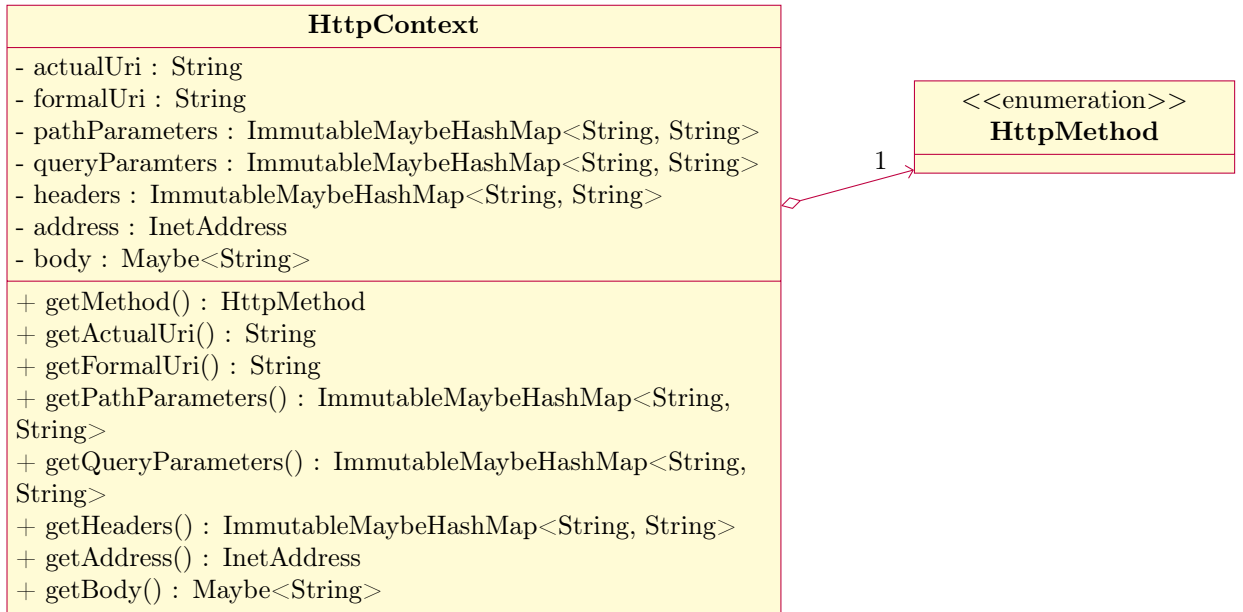 HttpContext
- actualUri : String
- formalUri : String
- pathParameters : ImmutableMaybeHashMap<String, String>
- queryParamters : ImmutableMaybeHashMap<String, String>
- headers : ImmutableMaybeHashMap<String, String>
- address : InetAddress
- body : Maybe<String>
+ getMethod() : HttpMethod
+ getActualUri() : String
+ getFormalUri() : String
+ getPathParameters() : ImmutableMaybeHashMap<String,
String>
+ getQueryParameters() : ImmutableMaybeHashMap<String,
String>
+ getHeaders() : ImmutableMaybeHashMap<String, String>
+ getAddress() : InetAddress
+ getBody() : Maybe<String>
1
<<enumeration>>
HttpMethod